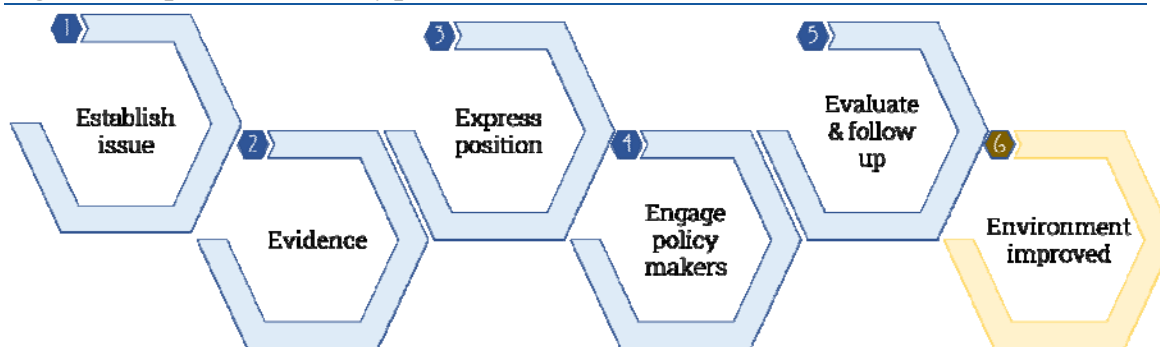 1
Establish
issue
2
Evidence
3
Express
position
4
Engage
policy
makers
5
Evaluate
& follow
up
6
Environment
improved